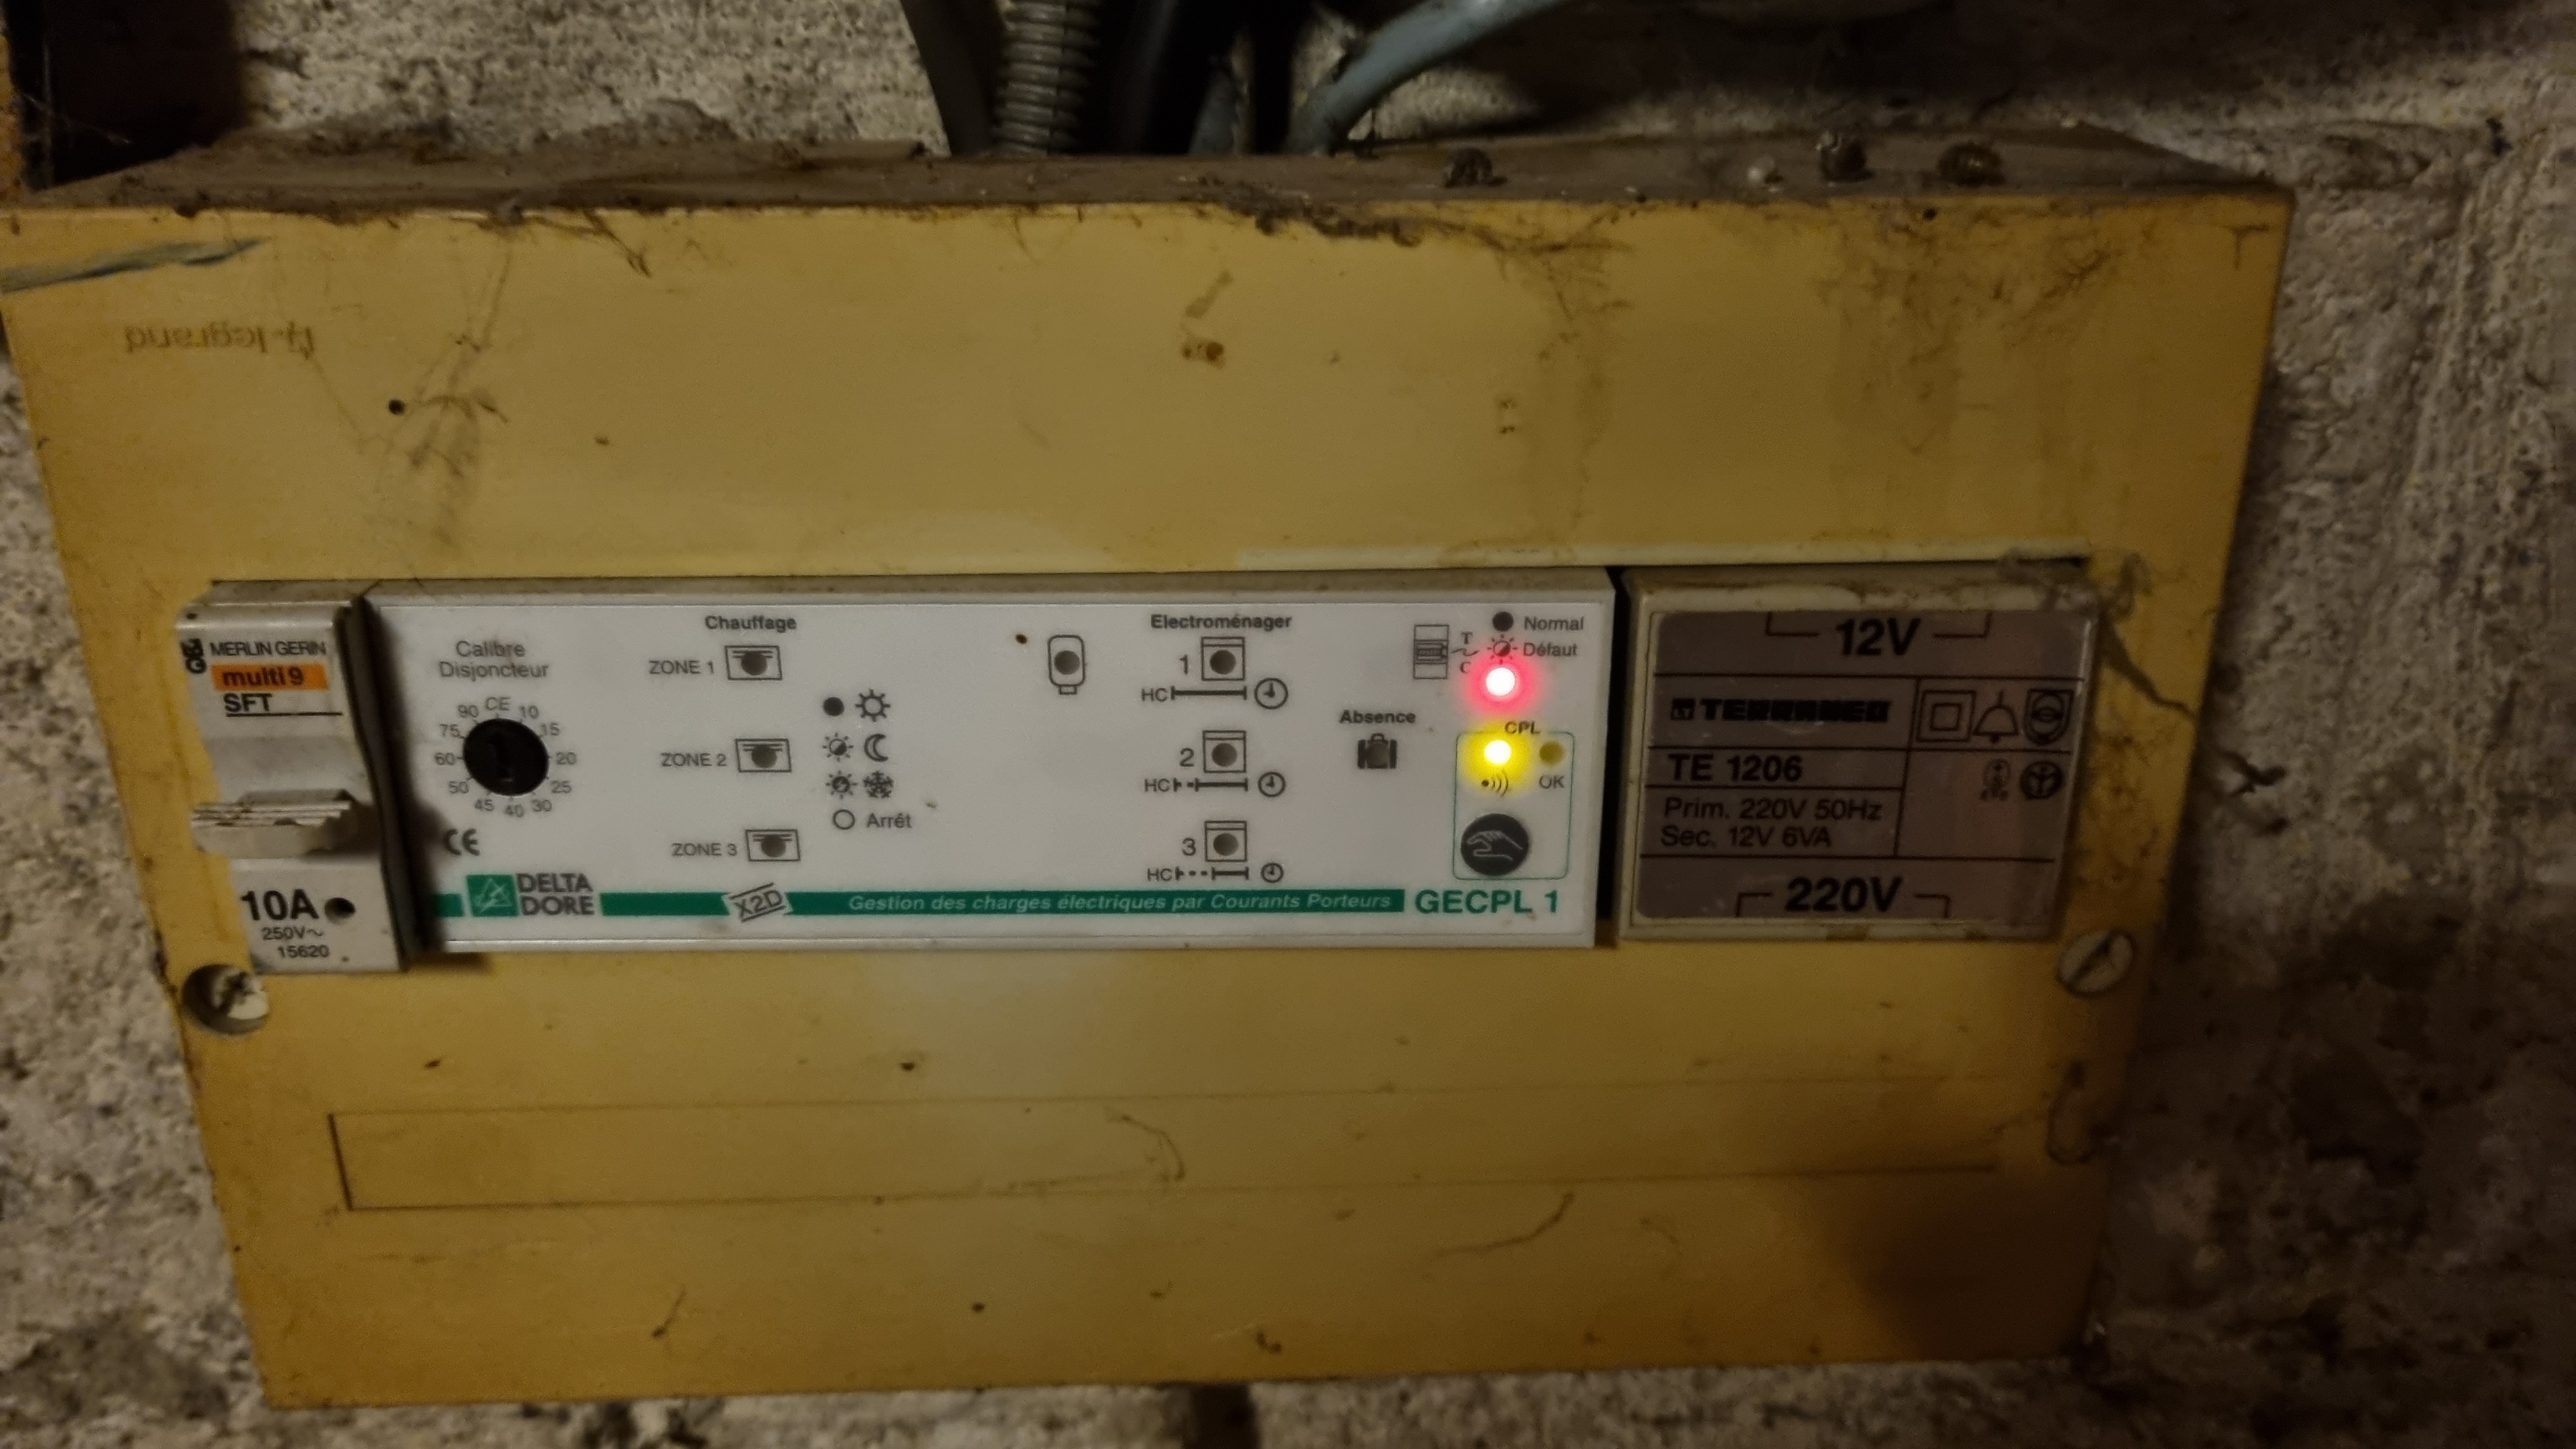 legrand
MERLIN GERIN
multi 9
SFT
10A
250V~
15620
Calibre
Disjoncteur
CE
10
15
20
25
30
40
45
50
60
75
90
CE
DELTA
DORE
Chauffage
ZONE 1
ZONE 2
ZONE 3
Arrêt
X2D
Electroménager
1
HC
2
HC
3
HC
Absence
T
C
Normal
Défaut
CPL
OK
Gestion des charges électriques par Courants Porteurs
GECPL 1
12V
TERRANEO
TE 1206
Prim. 220V 50Hz
Sec. 12V 6VA
220V